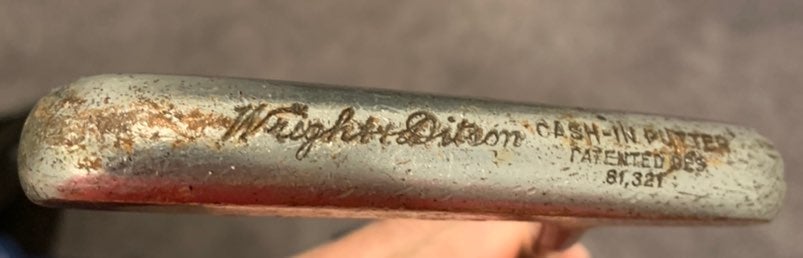 Wright & Ditson CASH-IN PUTTER
PATENTED DES
81,321